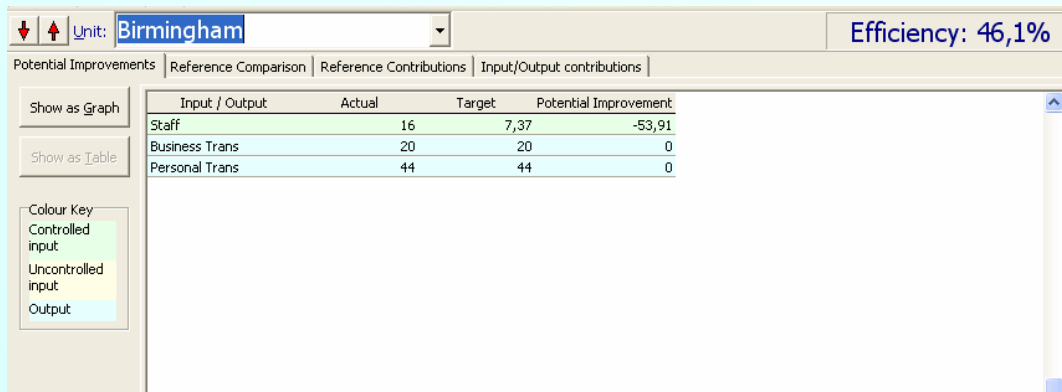 Unit: Birmingham Efficiency: 46,1%
Potential Improvements Reference Comparison Reference Contributions Input/Output contributions
Show as Graph
Show as Table
Input / Output Actual Target Potential Improvement
Staff 16 7,37 -53,91
Business Trans 20 20 0
Personal Trans 44 44 0
Colour Key
Controlled
input
Uncontrolled
input
Output